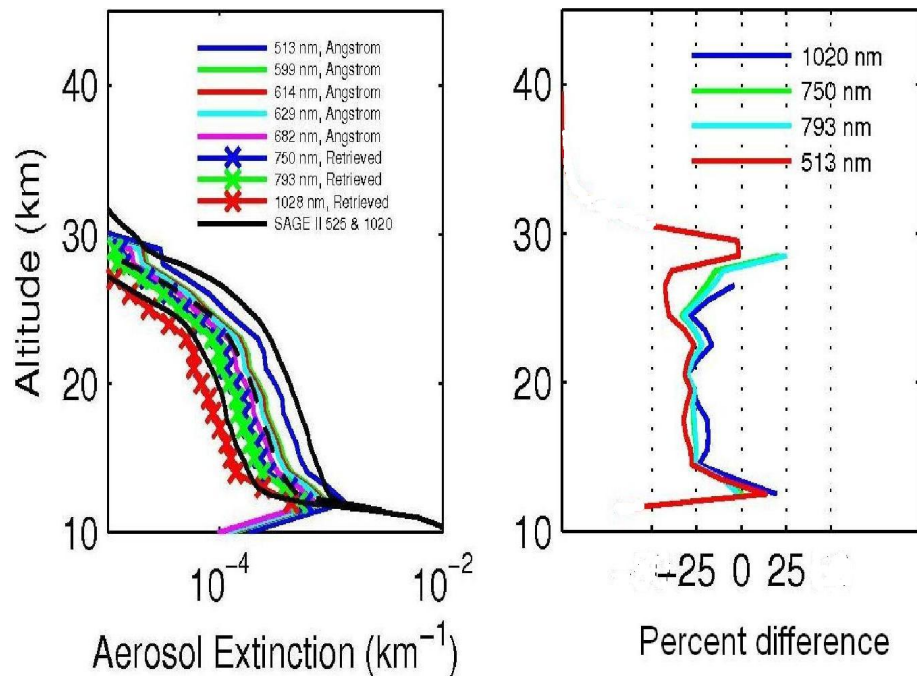 513 nm, Angstrom
599 nm, Angstrom
614 nm, Angstrom
629 nm, Angstrom
682 nm, Angstrom
750 nm, Retrieved
793 nm, Retrieved
1028 nm, Retrieved
SAGE II 525 & 1020
40
30
20
10
Altitude (km)
10⁻⁴
10⁻²
Aerosol Extinction (km⁻¹)
1020 nm
750 nm
793 nm
513 nm
40
30
20
10
−25 0 25
Percent difference